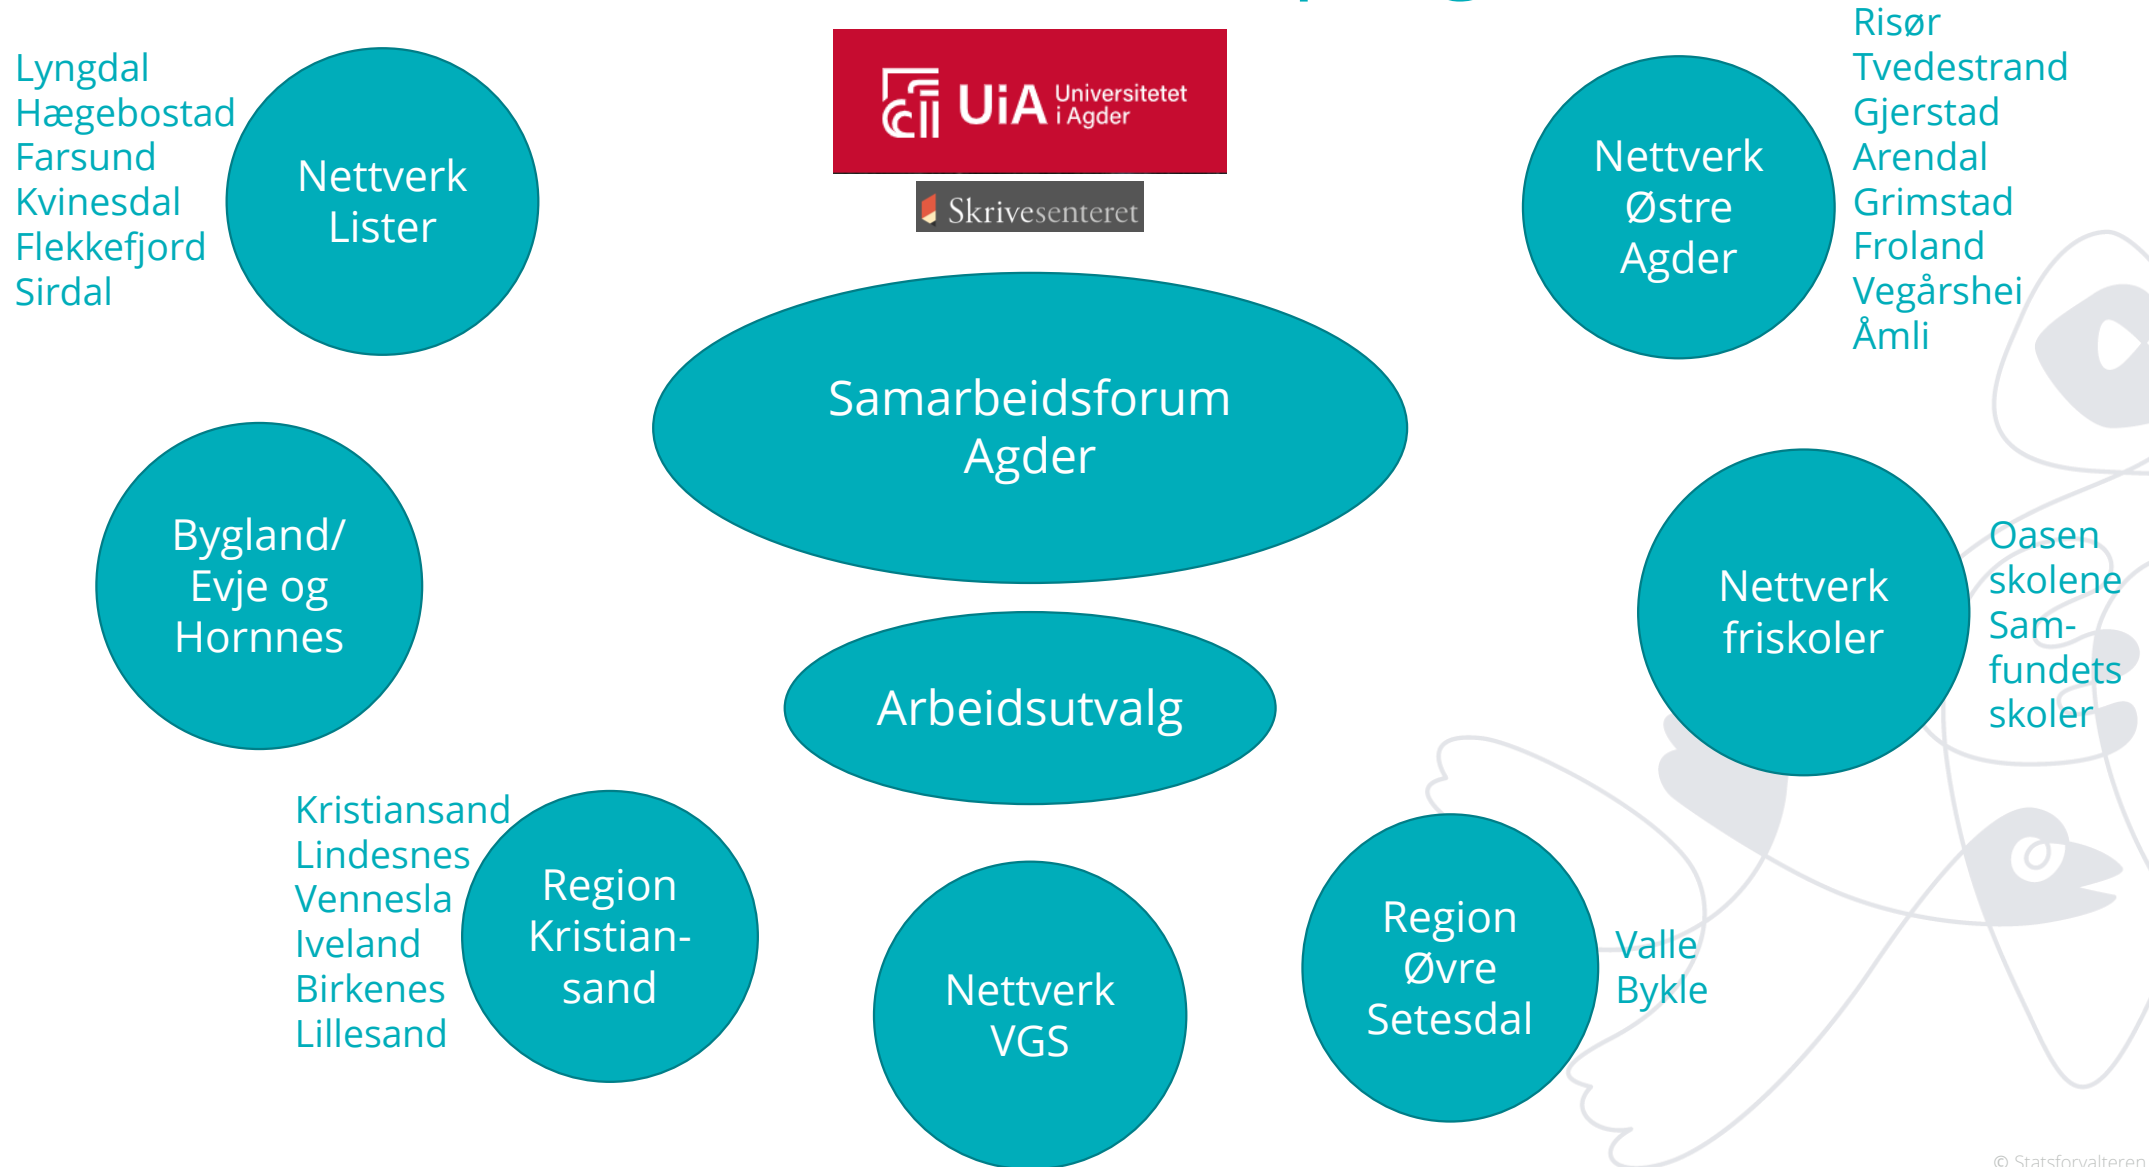 Lyngdal
Hægebostad
Farsund
Kvinesdal
Flekkefjord
Sirdal
Nettverk
Lister
UiA Universitetet
i Agder
Skrivesenteret
Nettverk
Østre
Agder
Risør
Tvedestrand
Gjerstad
Arendal
Grimstad
Froland
Vegårshei
Åmli
Samarbeidsforum
Agder
Bygland/
Evje og
Hornnes
Arbeidsutvalg
Nettverk
friskoler
Oasen
skolene
Sam-
fundets
skoler
Kristiansand
Lindesnes
Vennesla
Iveland
Birkenes
Lillesand
Region
Kristian-
sand
Nettverk
VGS
Region
Øvre
Setesdal
Valle
Bykle
© Statsforvalteren